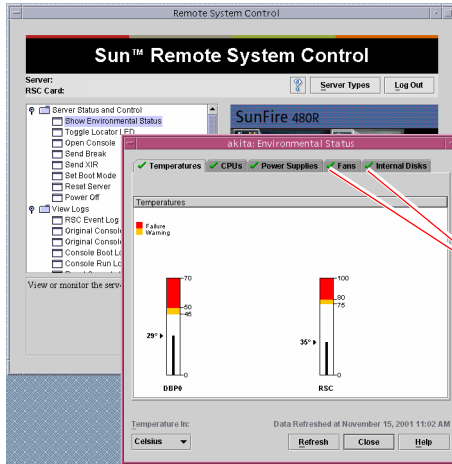 Remote System Control
Sun™ Remote System Control
Server:
RSC Card:
Server Types
Log Out
Server Status and Control
Show Environmental Status
Toggle Locator LED
Open Console
Send Break
Send XIR
Set Boot Mode
Reset Server
Power Off
View Logs
RSC Event Log
Original Consol
Original Consol
Console Boot Lo
Console Run Lo
View or monitor the serve
SunFire 480R
akita: Environmental Status
Temperatures
CPUs
Power Supplies
Fans
Internal Disks
Temperatures
Failure
Warning
70
50
45
29°
0
DBP0
100
80
75
35°
0
RSC
Temperature In:
Data Refreshed at November 15, 2001 11:02 AM
Celsius
Refresh
Close
Help